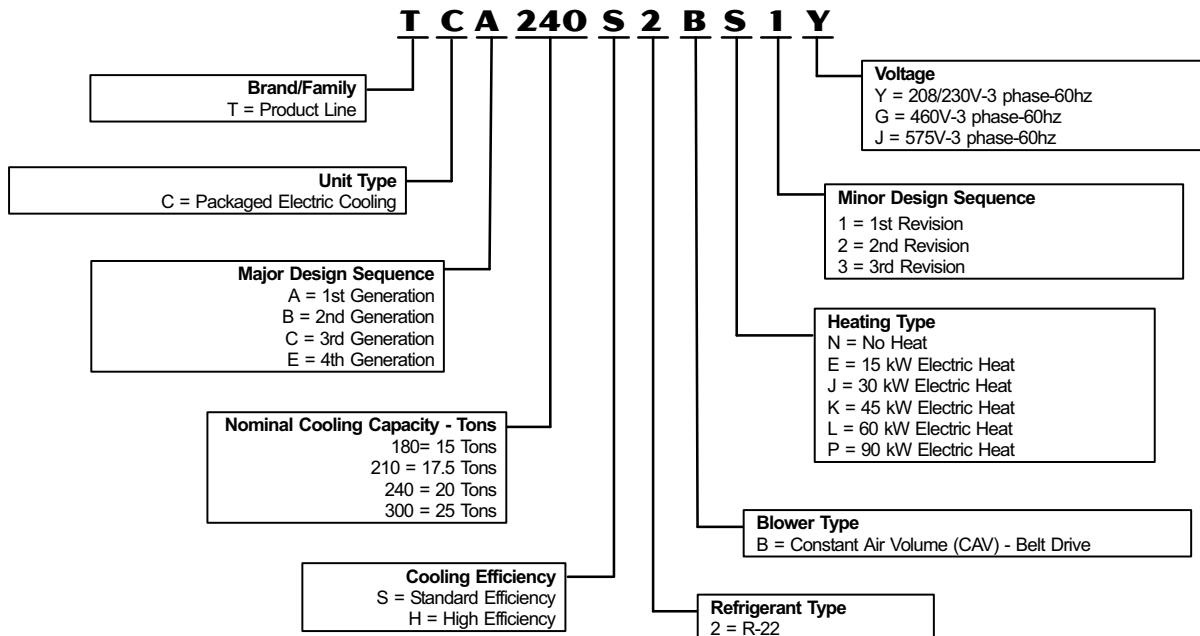 T C A 240 S 2 B S 1 Y
Brand/Family
T = Product Line
Unit Type
C = Packaged Electric Cooling
Major Design Sequence
A = 1st Generation
B = 2nd Generation
C = 3rd Generation
E = 4th Generation
Nominal Cooling Capacity - Tons
180= 15 Tons
210 = 17.5 Tons
240 = 20 Tons
300 = 25 Tons
Cooling Efficiency
S = Standard Efficiency
H = High Efficiency
Refrigerant Type
2 = R-22
Blower Type
B = Constant Air Volume (CAV) - Belt Drive
Heating Type
N = No Heat
E = 15 kW Electric Heat
J = 30 kW Electric Heat
K = 45 kW Electric Heat
L = 60 kW Electric Heat
P = 90 kW Electric Heat
Minor Design Sequence
1 = 1st Revision
2 = 2nd Revision
3 = 3rd Revision
Voltage
Y = 208/230V-3 phase-60hz
G = 460V-3 phase-60hz
J = 575V-3 phase-60hz